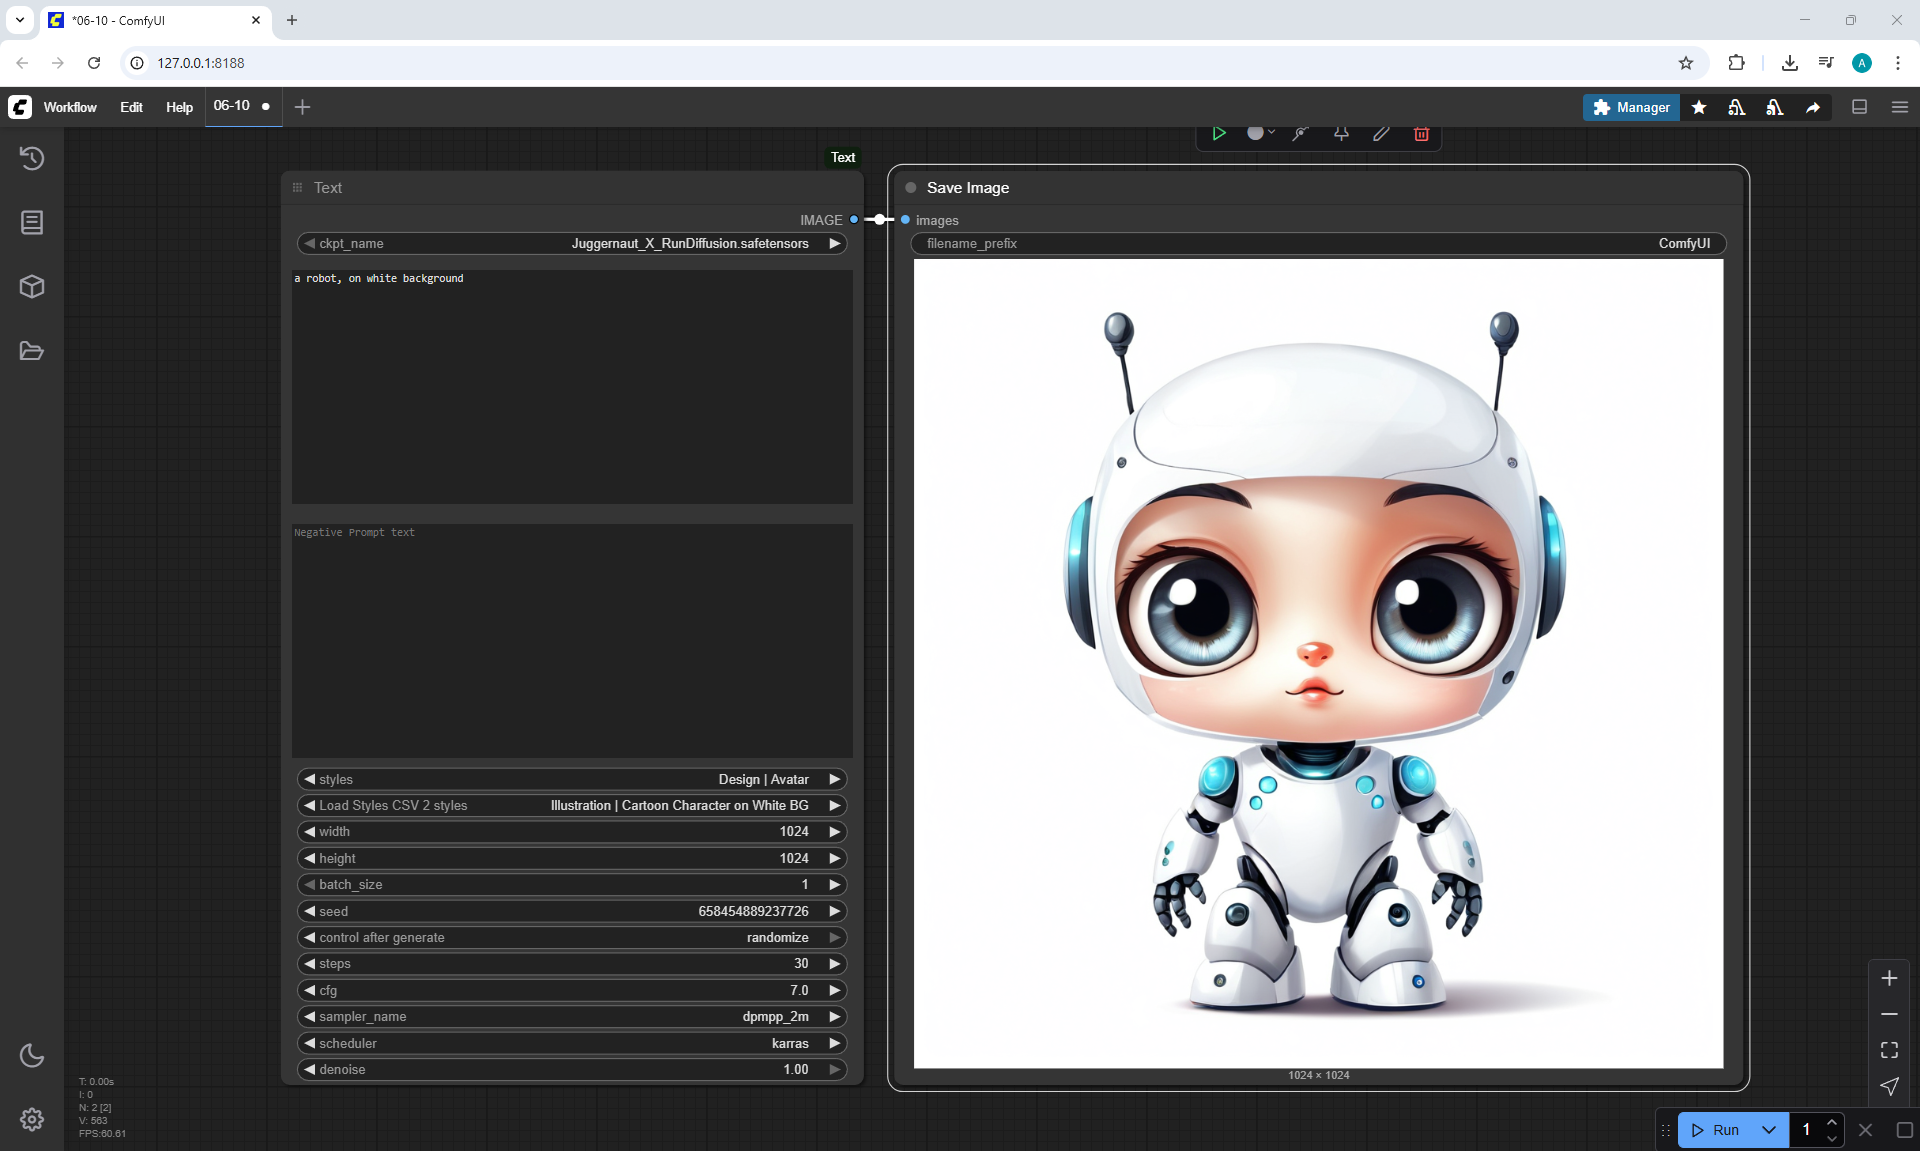 *06-10 - ComfyUI
127.0.0.1:8188
Workflow Edit Help 06-10
Manager
Text
Text
IMAGE
ckpt_name Juggernaut_X_RunDiffusion.safetensors
a robot, on white background
Negative Prompt text
styles Design | Avatar
Load Styles CSV 2 styles Illustration | Cartoon Character on White BG
width 1024
height 1024
batch_size 1
seed 658454889237726
control after generate randomize
steps 30
cfg 7.0
sampler_name dpmpp_2m
scheduler karras
denoise 1.00
Save Image
images
filename_prefix ComfyUI
1024 × 1024
T: 0.00s
I: 0
N: 2 [2]
V: 563
FPS:60.61
A
Run 1